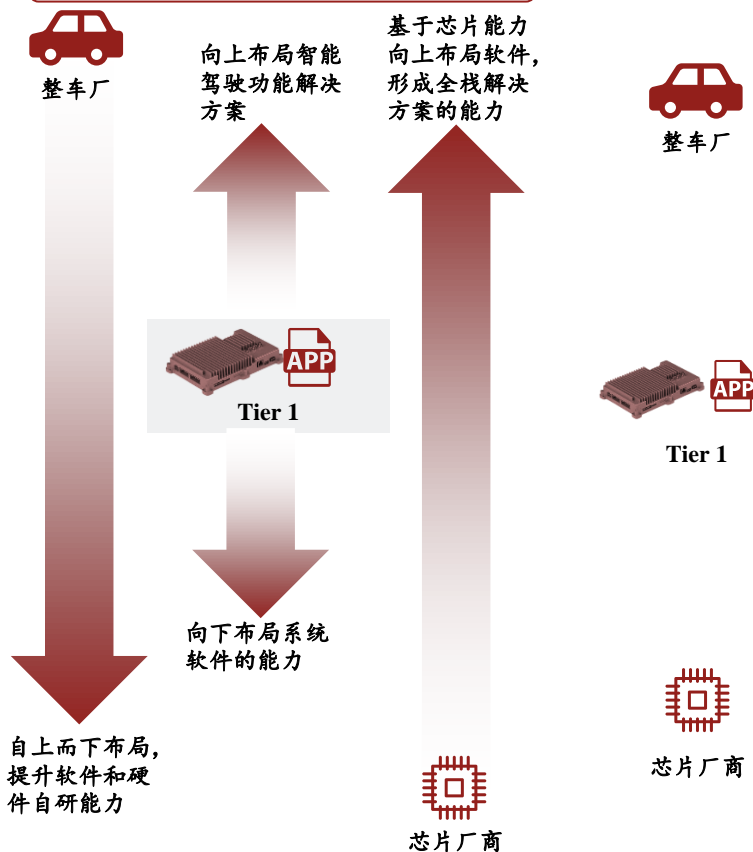 整车厂
向上布局智能
驾驶功能解决
方案
基于芯片能力
向上布局软件，
形成全栈解决
方案的能力
整车厂
APP
Tier 1
APP
Tier 1
向下布局系统
软件的能力
自上而下布局，
提升软件和硬
件自研能力
芯片厂商
芯片厂商